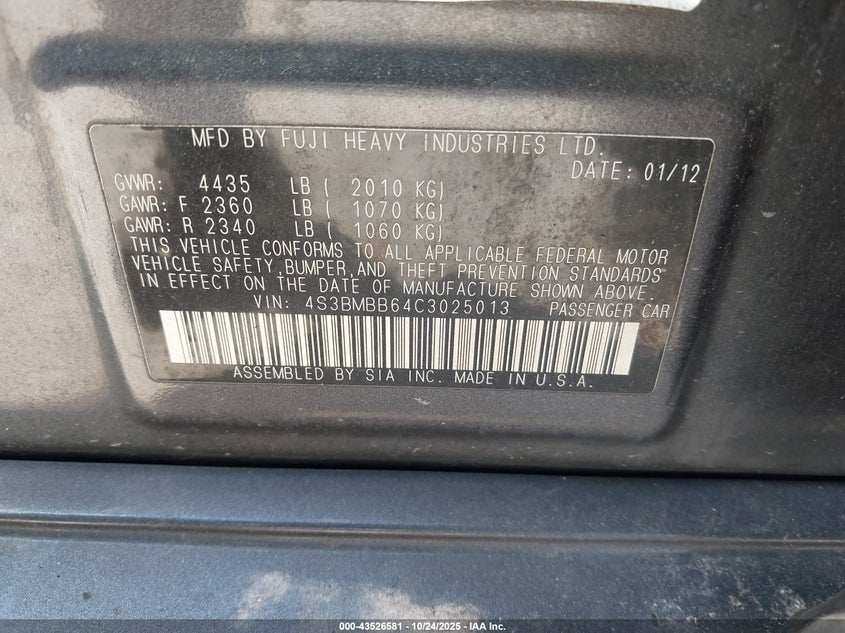 MFD BY FUJI HEAVY INDUSTRIES LTD.
DATE: 01/12
GVWR: 4435 LB ( 2010 KG)
GAWR: F 2360 LB ( 1070 KG)
GAWR: R 2340 LB ( 1060 KG)
THIS VEHICLE CONFORMS TO ALL APPLICABLE FEDERAL MOTOR
VEHICLE SAFETY,BUMPER,AND THEFT PREVENTION STANDARDS
IN EFFECT ON THE DATE OF MANUFACTURE SHOWN ABOVE.
VIN: 4S3BMBB64C3025013 PASSENGER CAR
ASSEMBLED BY SIA INC. MADE IN U.S.A.
000-43526581 - 10/24/2025 - IAA Inc.